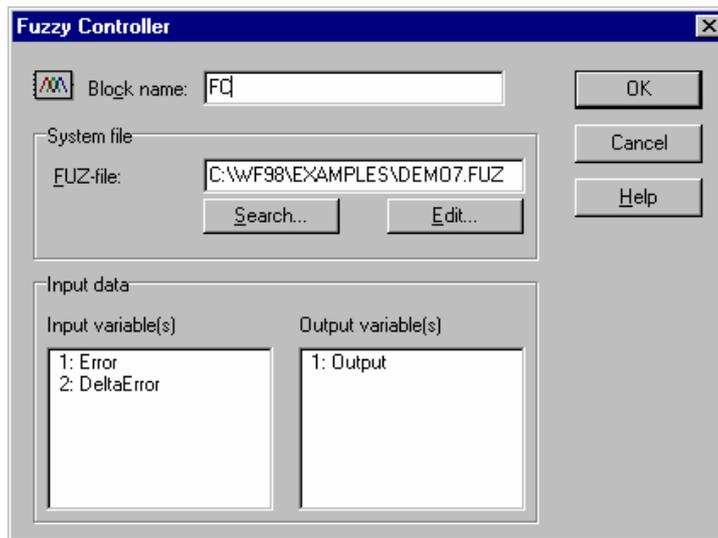 Fuzzy Controller
Block name: FC
OK
System file
Cancel
FUZ-file: C:\WF98\EXAMPLES\DEMO7.FUZ
Help
Search... Edit...
Input data
Input variable(s) Output variable(s)
1: Error 1: Output
2: DeltaError